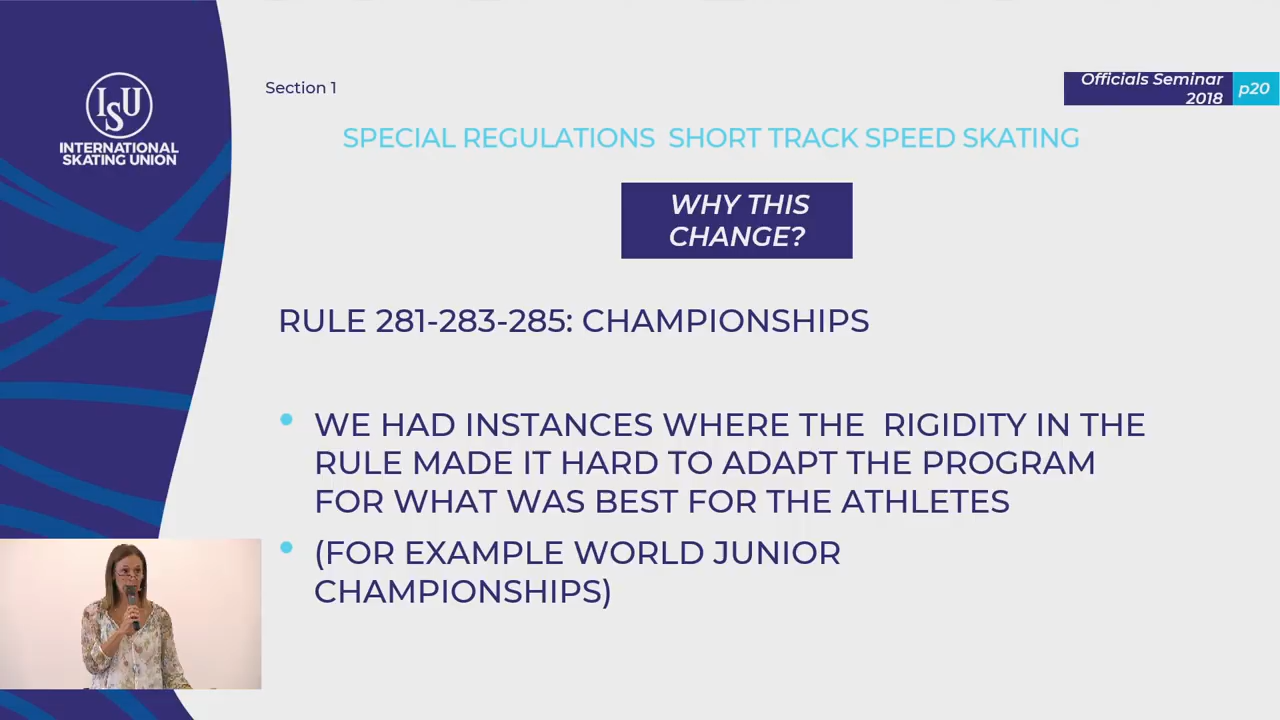 ISU
INTERNATIONAL
SKATING UNION
Section 1
Officials Seminar
2018
p20
SPECIAL REGULATIONS SHORT TRACK SPEED SKATING
WHY THIS
CHANGE?
RULE 281-283-285: CHAMPIONSHIPS
• WE HAD INSTANCES WHERE THE RIGIDITY IN THE
RULE MADE IT HARD TO ADAPT THE PROGRAM
FOR WHAT WAS BEST FOR THE ATHLETES
• (FOR EXAMPLE WORLD JUNIOR
CHAMPIONSHIPS)